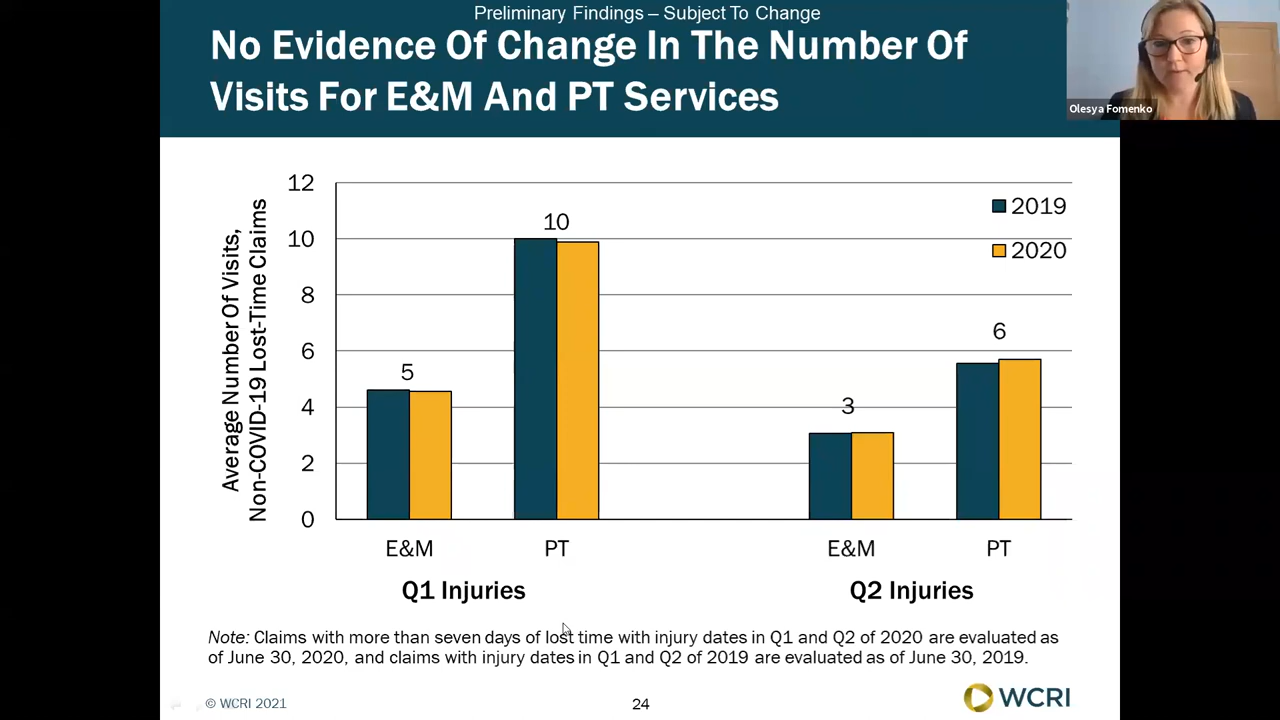 Preliminary Findings – Subject To Change
No Evidence Of Change In The Number Of
Visits For E&M And PT Services
Olesya Fomenko
Average Number Of Visits,
Non-COVID-19 Lost-Time Claims
12
10
8
6
4
2
0
5
10
3
6
2019
2020
E&M
PT
E&M
PT
Q1 Injuries
Q2 Injuries
Note: Claims with more than seven days of lost time with injury dates in Q1 and Q2 of 2020 are evaluated as
of June 30, 2020, and claims with injury dates in Q1 and Q2 of 2019 are evaluated as of June 30, 2019.
© WCRI 2021
24
WCRI